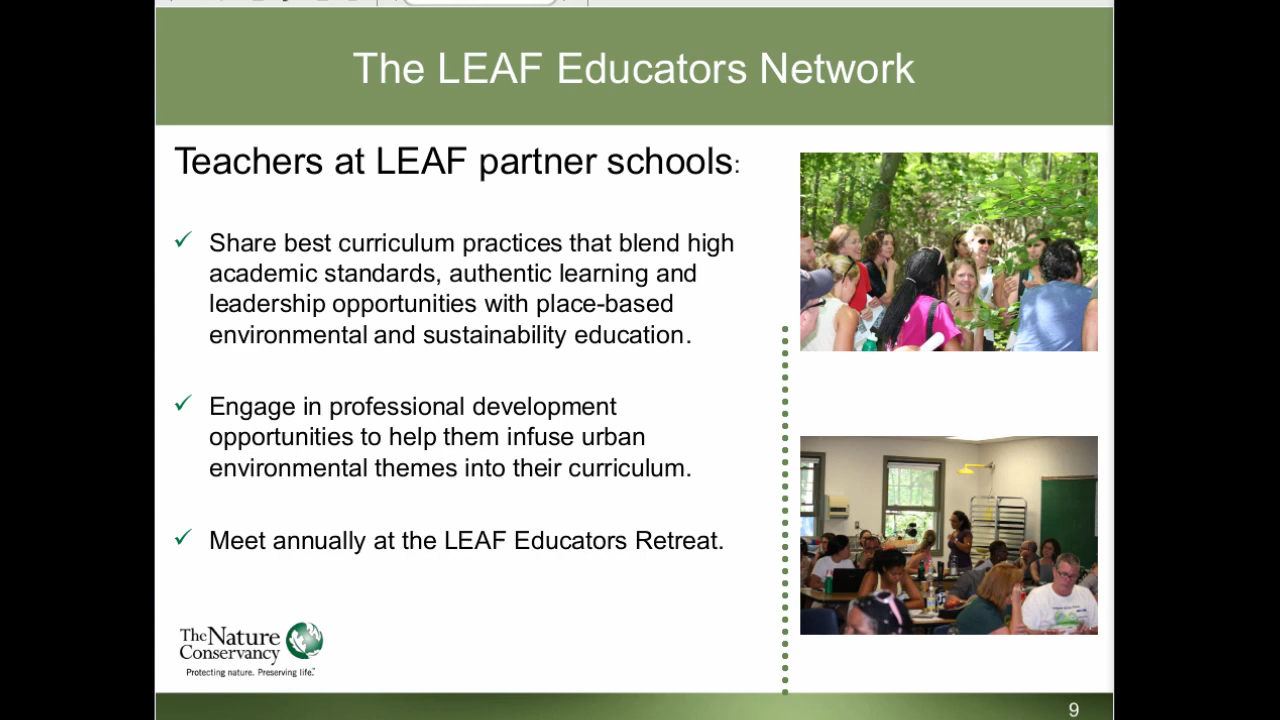 The LEAF Educators Network
Teachers at LEAF partner schools:
Share best curriculum practices that blend high
academic standards, authentic learning and
leadership opportunities with place-based
environmental and sustainability education.
Engage in professional development
opportunities to help them infuse urban
environmental themes into their curriculum.
Meet annually at the LEAF Educators Retreat.
The Nature
Conservancy
Protecting nature. Preserving life.™
9